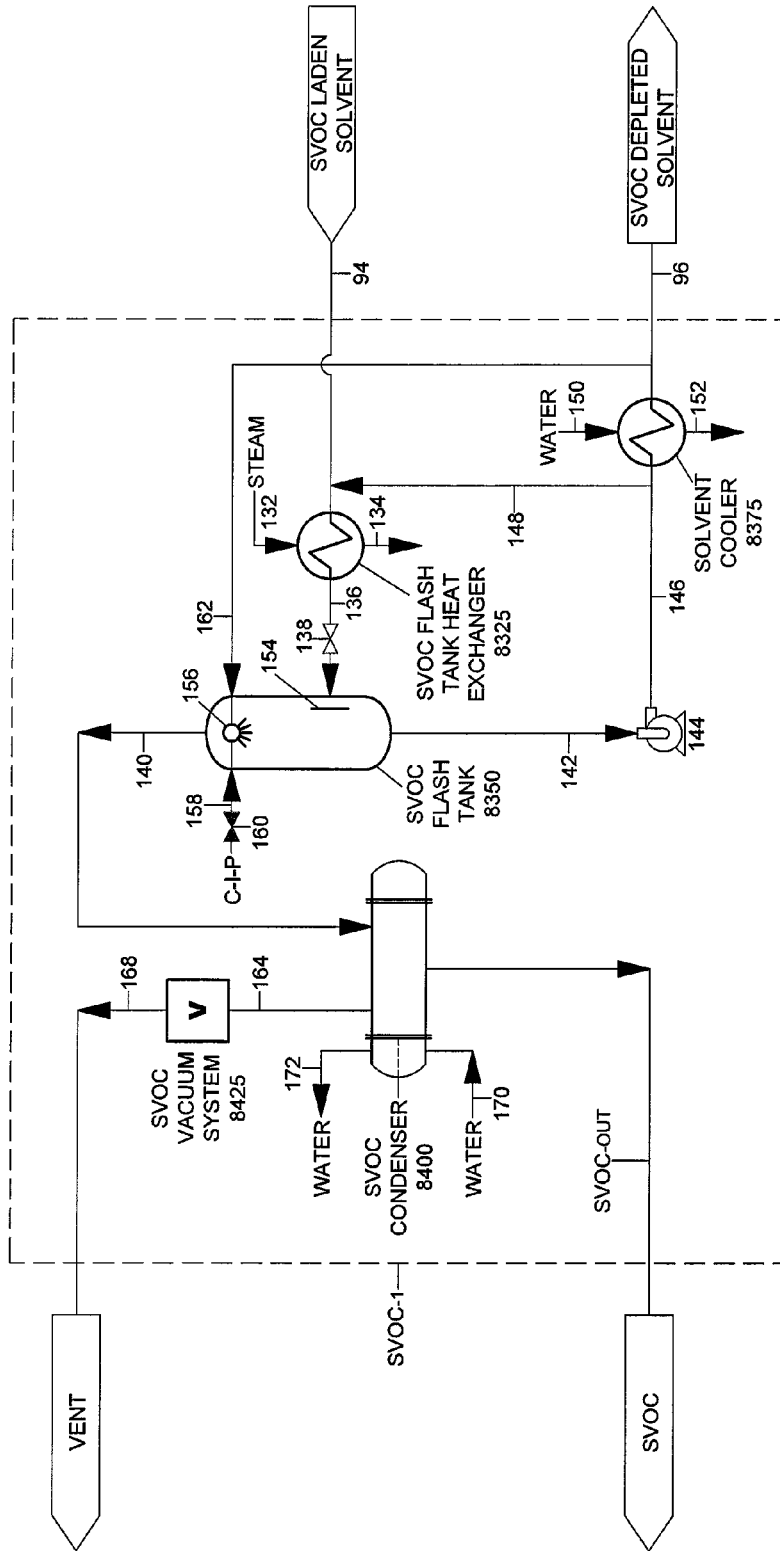 VENT
SVOC
SVOC-1
SVOC-OUT
168
SVOC
VACUUM
SYSTEM
8425
V
164
WATER
172
SVOC
CONDENSER
8400
WATER
170
140
C-I-P
158
160
156
162
SVOC
FLASH
TANK
8350
154
138
136
STEAM
132
134
SVOC FLASH
TANK HEAT
EXCHANGER
8325
142
144
146
148
WATER
150
152
SOLVENT
COOLER
8375
94
96
SVOC LADEN
SOLVENT
SVOC DEPLETED
SOLVENT